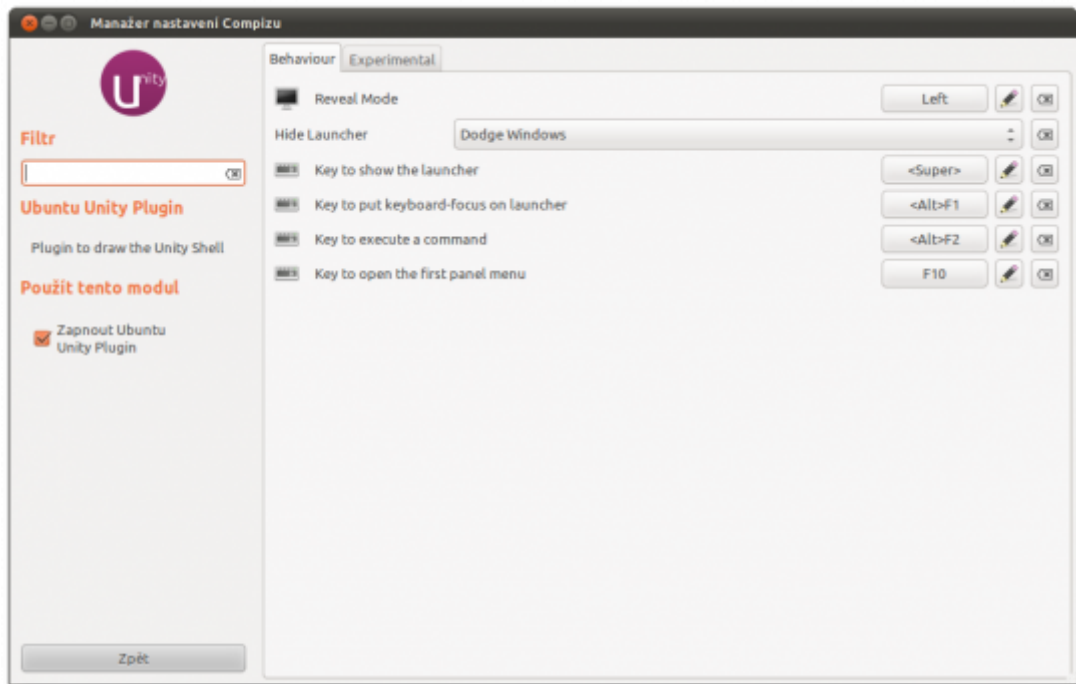 Manažer nastavení Compizu
Unity
Filtr
Ubuntu Unity Plugin
Plugin to draw the Unity Shell
Použít tento modul
Zapnout Ubuntu
Unity Plugin
Zpět
Behaviour Experimental
Reveal Mode Left
Hide Launcher Dodge Windows
Key to show the launcher <Super>
Key to put keyboard-focus on launcher <Alt>F1
Key to execute a command <Alt>F2
Key to open the first panel menu F10